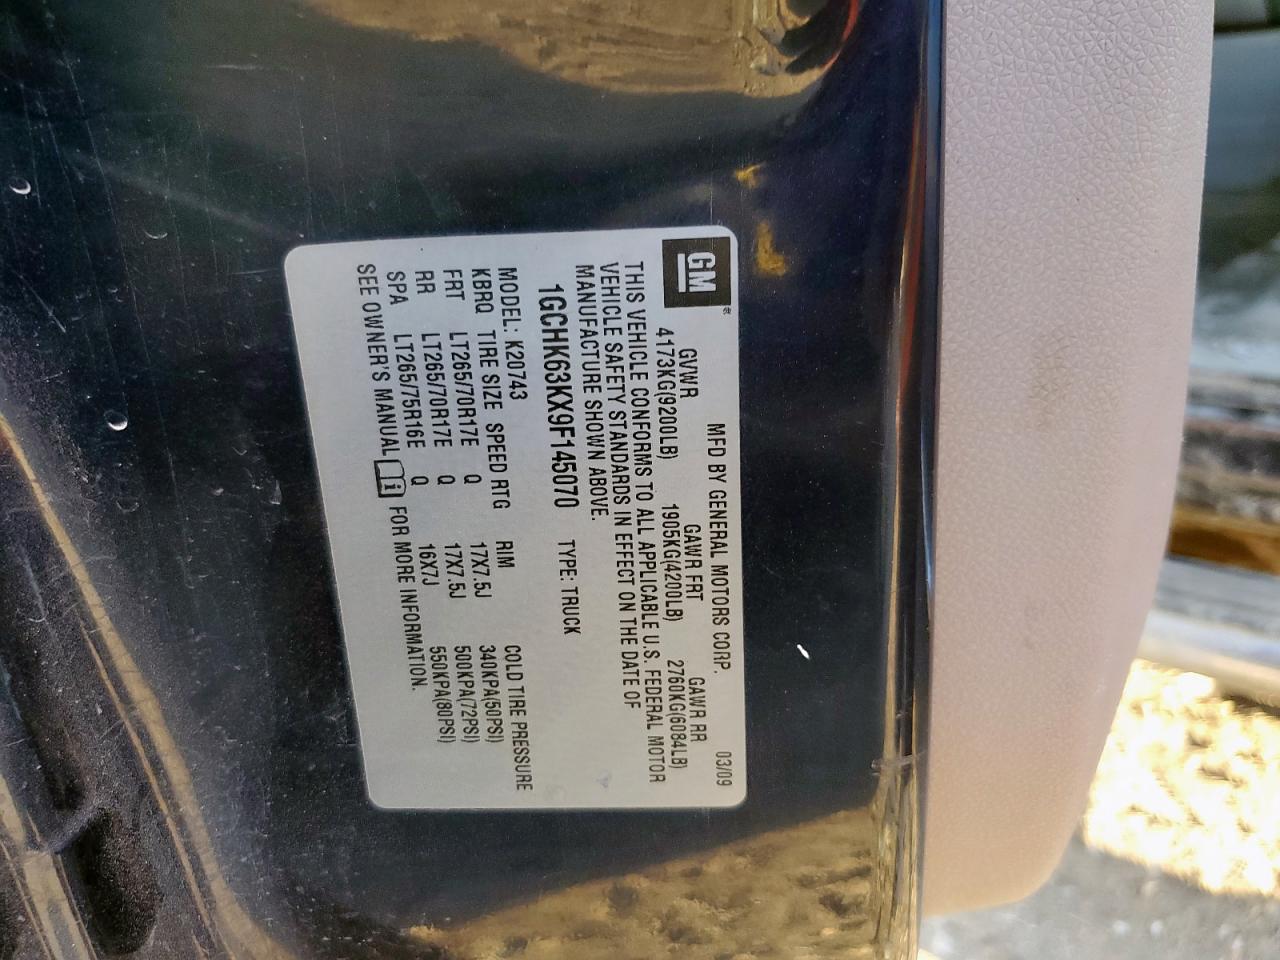 GM®
MFD BY GENERAL MOTORS CORP. 03/09
GVWR GAWR FRT GAWR RR
4173KG(9200LB) 1905KG(4200LB) 2760KG(6084LB)
THIS VEHICLE CONFORMS TO ALL APPLICABLE U.S. FEDERAL MOTOR
VEHICLE SAFETY STANDARDS IN EFFECT ON THE DATE OF
MANUFACTURE SHOWN ABOVE.
1GCHK63KX9F145070 TYPE: TRUCK
MODEL: K20743
KBRQ TIRE SIZE SPEED RTG RIM COLD TIRE PRESSURE
FRT LT265/70R17E Q 17X7.5J 340KPA(50PSI)
RR LT265/70R17E Q 17X7.5J 500KPA(72PSI)
SPA LT265/75R16E Q 16X7J 550KPA(80PSI)
SEE OWNER'S MANUAL i FOR MORE INFORMATION.